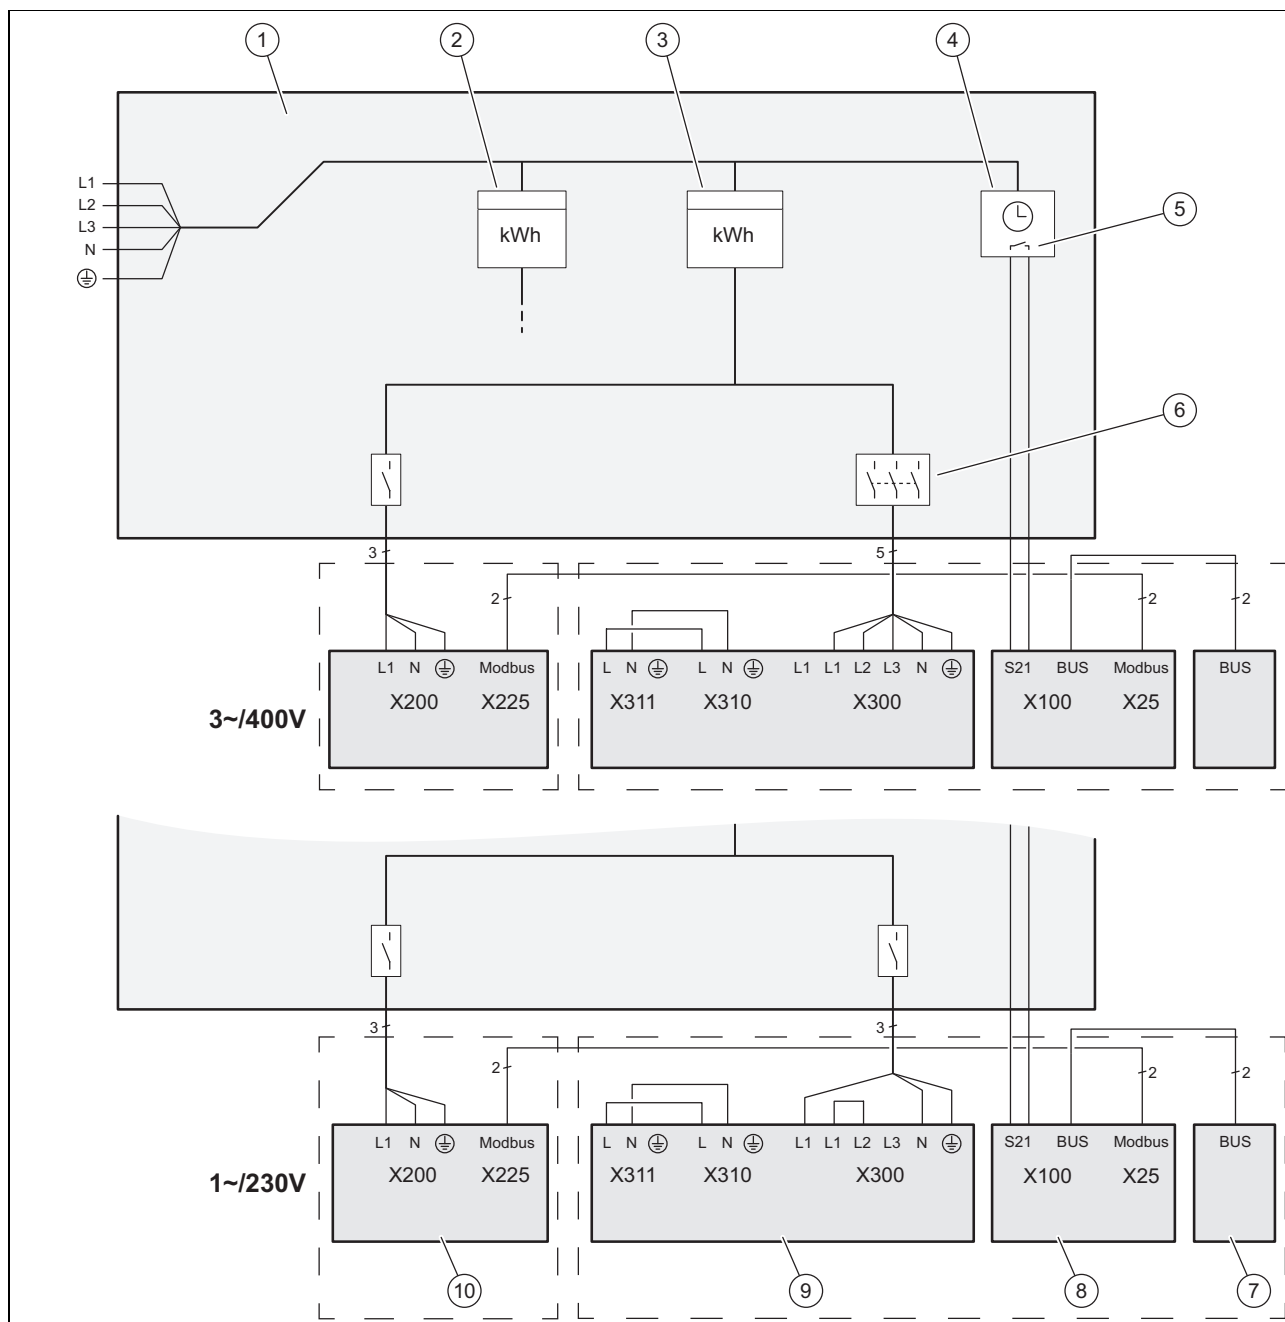 1 2 3 4
L1
L2
L3
N
kWh kWh
5
6
3 5
2 2 2
L1 N Modbus L N L N L1 L1 L2 L3 N S21 BUS Modbus BUS
X200 X225 X311 X310 X300 X100 X25
3~/400V
3 3
2 2 2
L1 N Modbus L N L N L1 L1 L2 L3 N S21 BUS Modbus BUS
X200 X225 X311 X310 X300 X100 X25
1~/230V
10 9 8 7